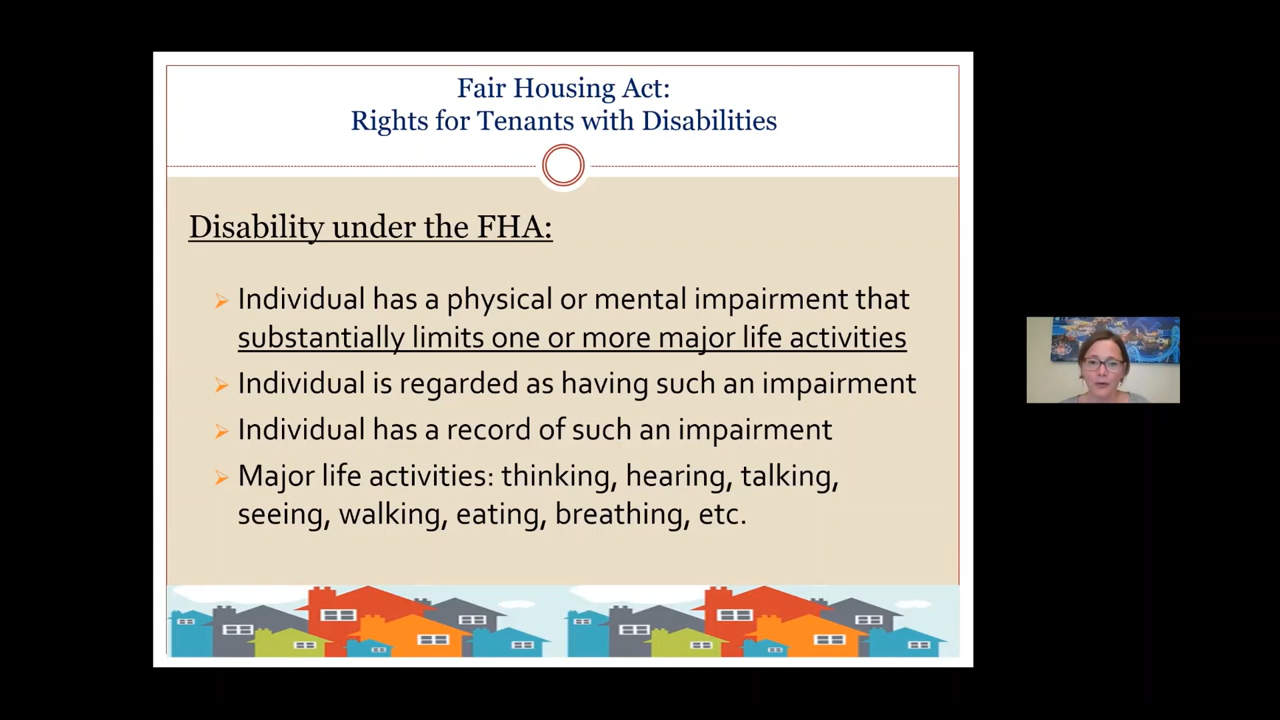 Fair Housing Act:
Rights for Tenants with Disabilities
Disability under the FHA:
Individual has a physical or mental impairment that
substantially limits one or more major life activities
Individual is regarded as having such an impairment
Individual has a record of such an impairment
Major life activities: thinking, hearing, talking,
seeing, walking, eating, breathing, etc.